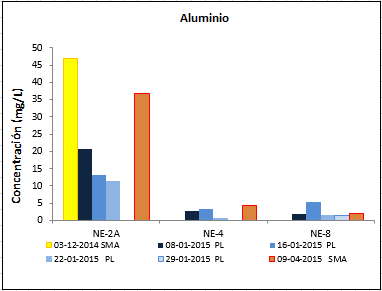 Aluminio
Concentración (mg/L)
50
45
40
35
30
25
20
15
10
5
0
NE-2A NE-4 NE-8
03-12-2014 SMA 08-01-2015 PL 16-01-2015 PL
22-01-2015 PL 29-01-2015 PL 09-04-2015 SMA